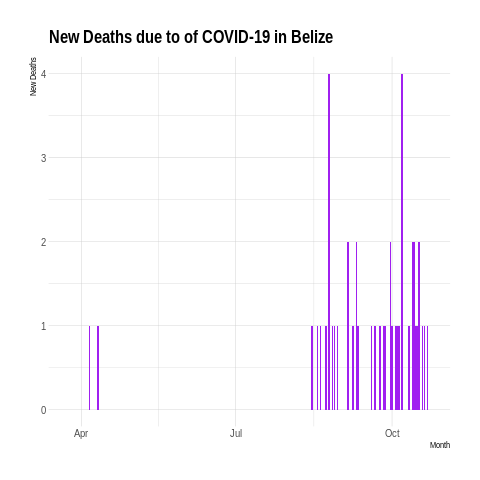 New Deaths due to of COVID-19 in Belize
New Deaths
4
3
2
1
0
Apr
Jul
Oct
Month